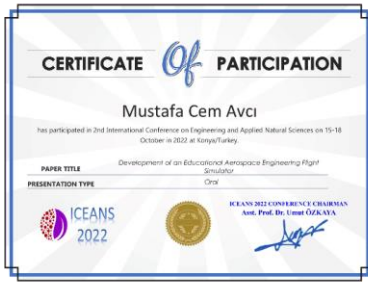 CERTIFICATE Of PARTICIPATION
Mustafa Cem Avcı
has participated in 2nd International Conference on Engineering and Applied Natural Sciences on 15-18
October in 2022 at Konya/Turkey.
PAPER TITLE
Development of an Educational Aerospace Engineering Flight
Simulator
PRESENTATION TYPE
Oral
ICEANS
2022
ICEANS 2022 CONFERENCE CHAIRMAN
Asst. Prof. Dr. Umut ÖZKAYA